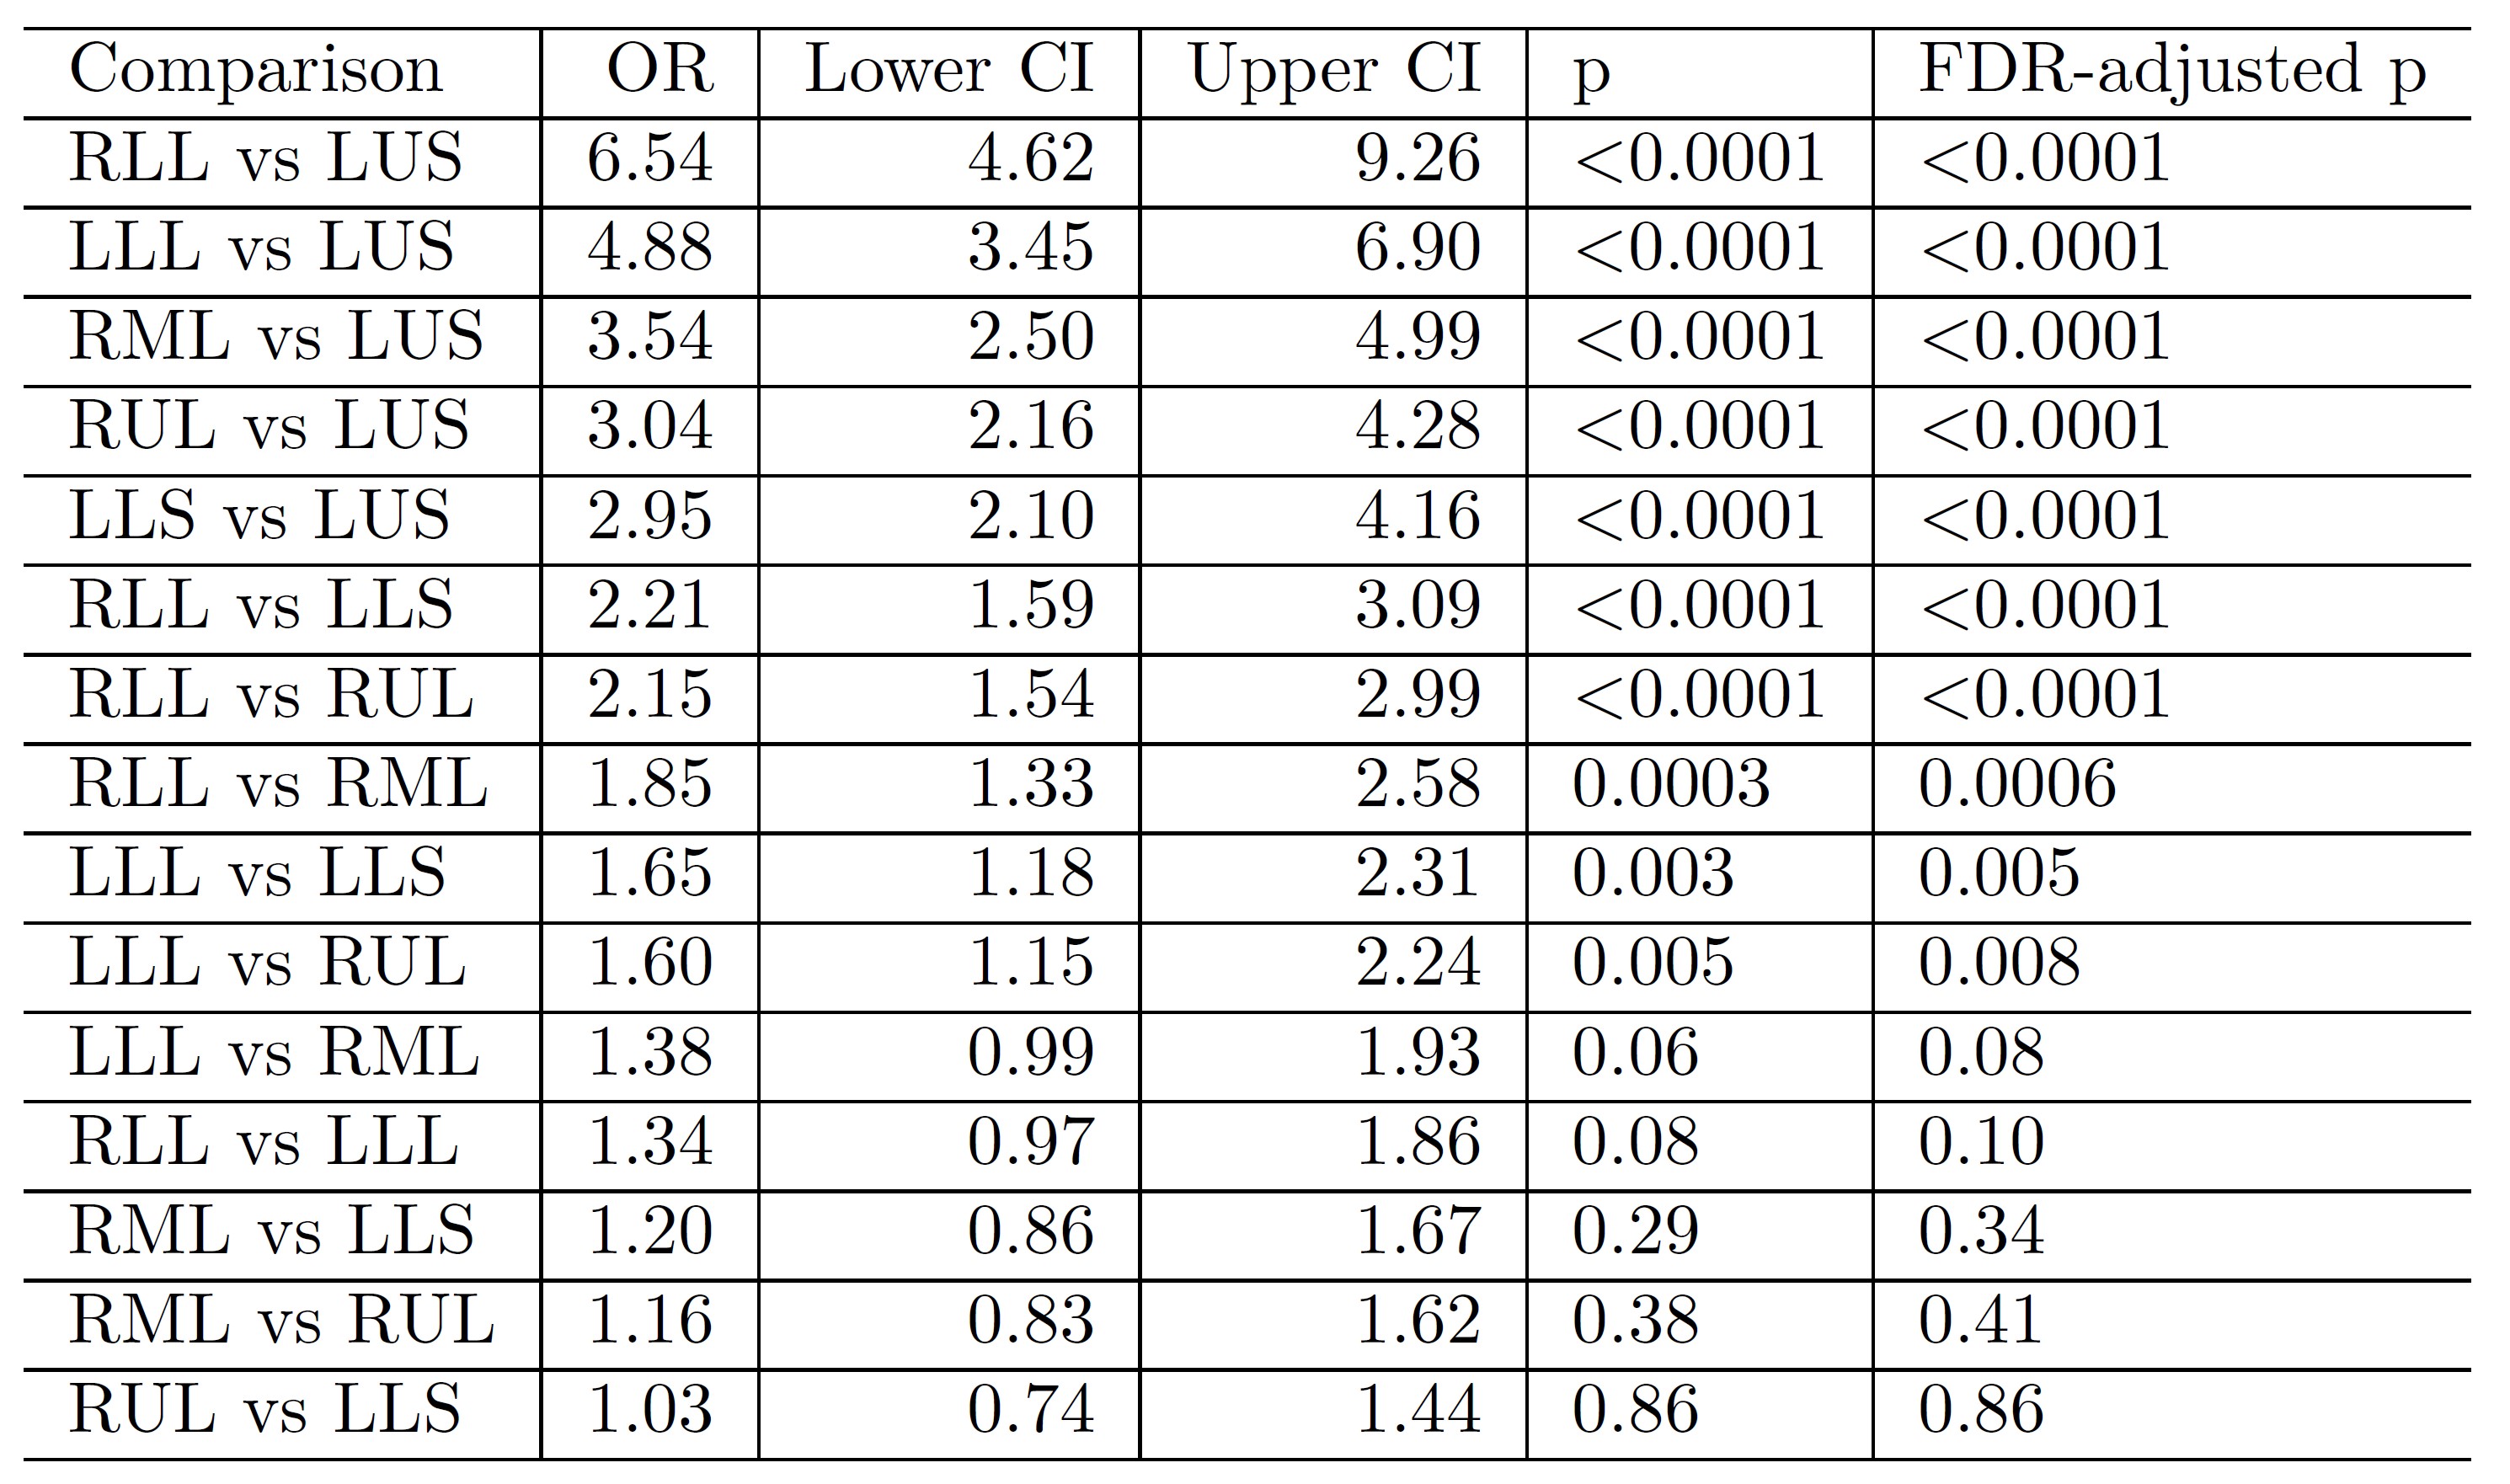 Comparison OR Lower CI Upper CI p FDR-adjusted p
RLL vs LUS 6.54 4.62 9.26 <0.0001 <0.0001
LLL vs LUS 4.88 3.45 6.90 <0.0001 <0.0001
RML vs LUS 3.54 2.50 4.99 <0.0001 <0.0001
RUL vs LUS 3.04 2.16 4.28 <0.0001 <0.0001
LLS vs LUS 2.95 2.10 4.16 <0.0001 <0.0001
RLL vs LLS 2.21 1.59 3.09 <0.0001 <0.0001
RLL vs RUL 2.15 1.54 2.99 <0.0001 <0.0001
RLL vs RML 1.85 1.33 2.58 0.0003 0.0006
LLL vs LLS 1.65 1.18 2.31 0.003 0.005
LLL vs RUL 1.60 1.15 2.24 0.005 0.008
LLL vs RML 1.38 0.99 1.93 0.06 0.08
RLL vs LLL 1.34 0.97 1.86 0.08 0.10
RML vs LLS 1.20 0.86 1.67 0.29 0.34
RML vs RUL 1.16 0.83 1.62 0.38 0.41
RUL vs LLS 1.03 0.74 1.44 0.86 0.86